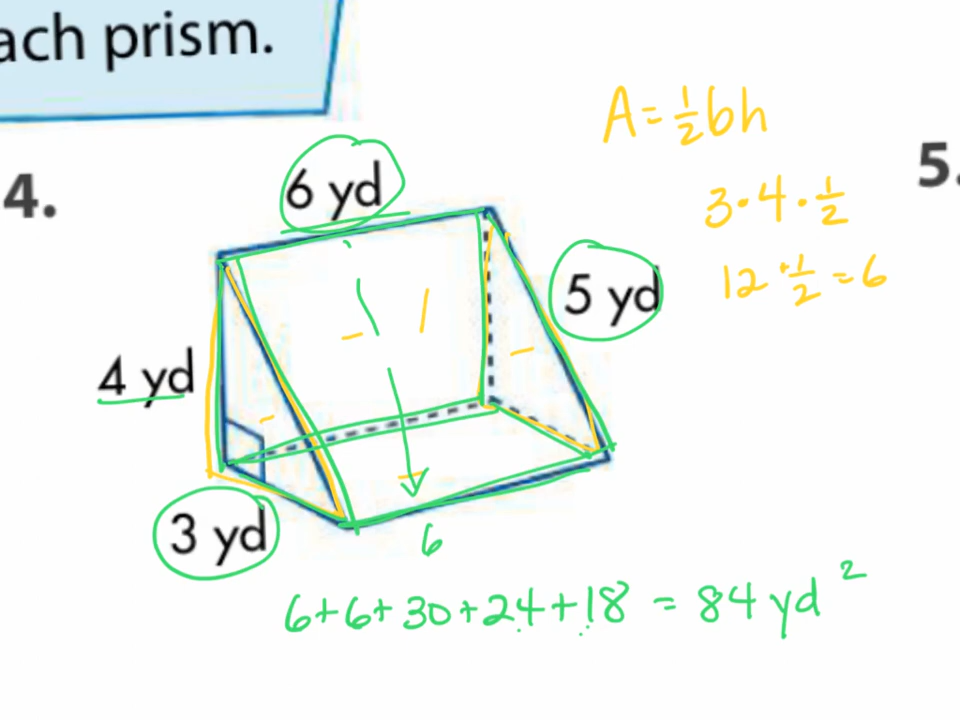 ach prism.
A = ½bh
4.
6 yd
5.
3 · 4 · ½
5 yd
12 · ½ = 6
4 yd
3 yd
6
6 + 6 + 30 + 24 + 18 = 84 yd²